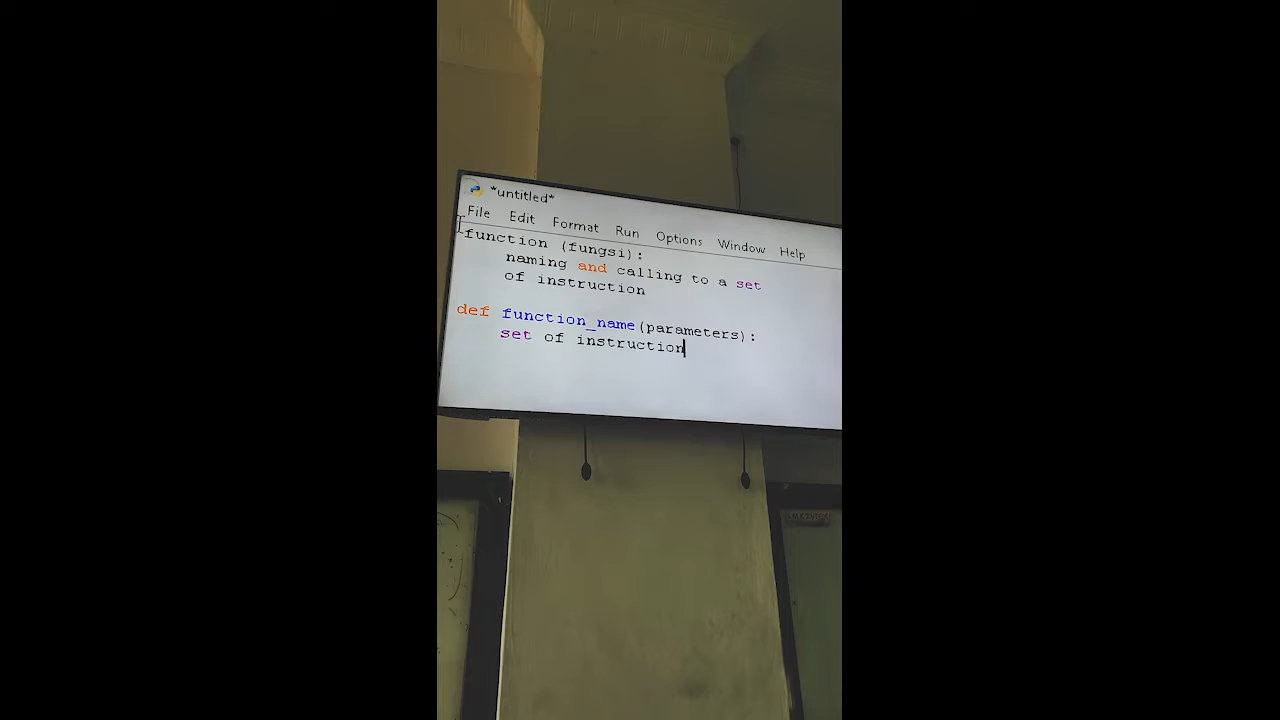 *untitled*
File Edit Format Run Options Window Help
function (fungsi):
naming and calling to a set
of instruction
def function_name(parameters):
set of instruction